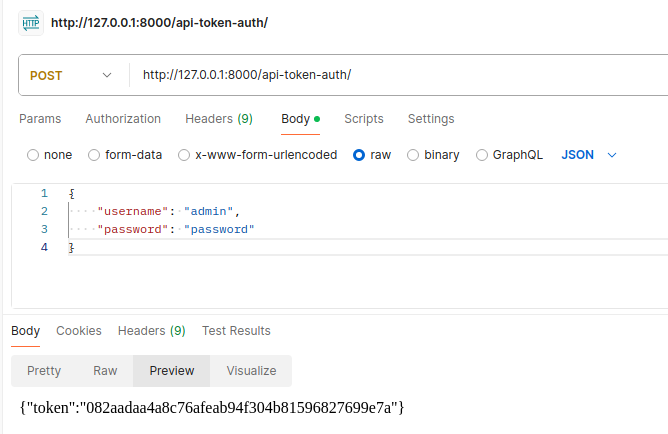 HTTP http://127.0.0.1:8000/api-token-auth/
POST http://127.0.0.1:8000/api-token-auth/
Params Authorization Headers (9) Body Scripts Settings
none form-data x-www-form-urlencoded raw binary GraphQL JSON
1 {
2 "username": "admin",
3 "password": "password"
4 }
Body Cookies Headers (9) Test Results
Pretty Raw Preview Visualize
{"token":"082aadaa4a8c76afeab94f304b81596827699e7a"}